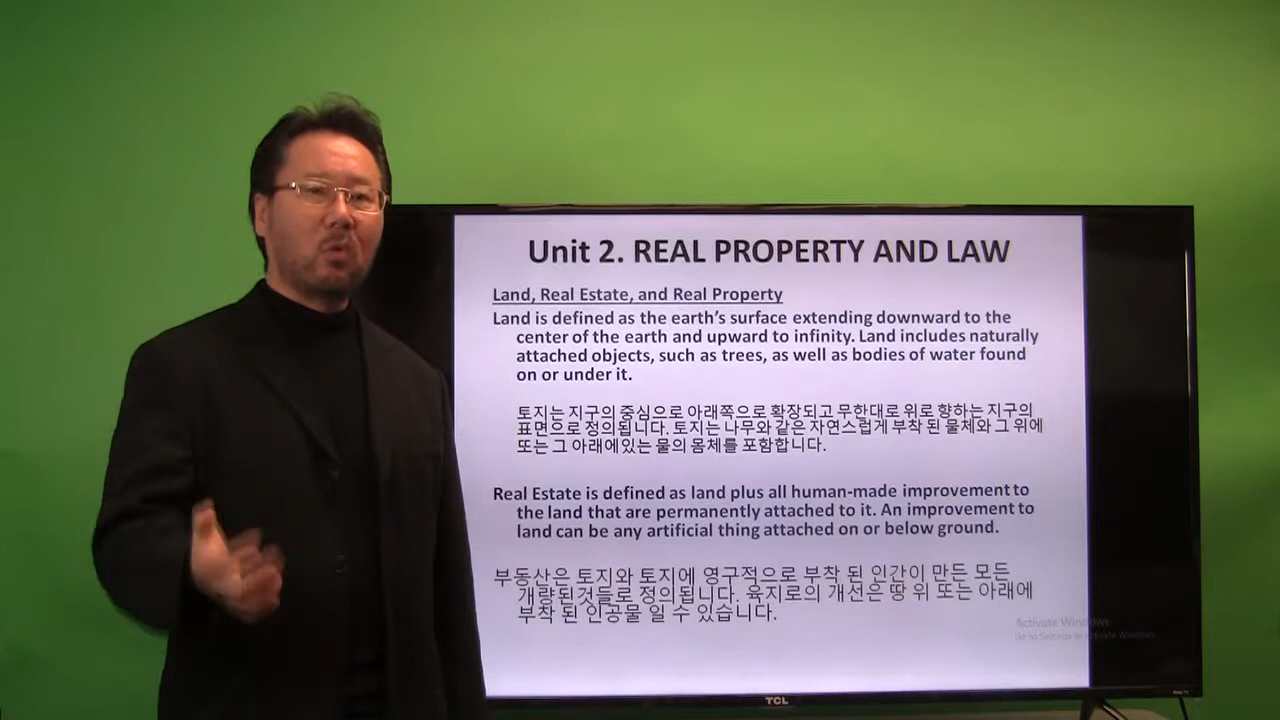 Unit 2. REAL PROPERTY AND LAW
Land, Real Estate, and Real Property
Land is defined as the earth's surface extending downward to the
center of the earth and upward to infinity. Land includes naturally
attached objects, such as trees, as well as bodies of water found
on or under it.
토지는 지구의 중심으로 아래쪽으로 확장되고 무한대로 위로 향하는 지구의
표면으로 정의됩니다. 토지는 나무와 같은 자연스럽게 부착 된 물체와 그 위에
또는 그 아래에있는 물의 몸체를 포함합니다.
Real Estate is defined as land plus all human-made improvement to
the land that are permanently attached to it. An improvement to
land can be any artificial thing attached on or below ground.
부동산은 토지와 토지에 영구적으로 부착 된 인간이 만든 모든
개량된것들로 정의됩니다. 육지로의 개선은 땅 위 또는 아래에
부착 된 인공물 일 수 있습니다.
Activate Windows
Go to Settings to activate Windows.
TCL